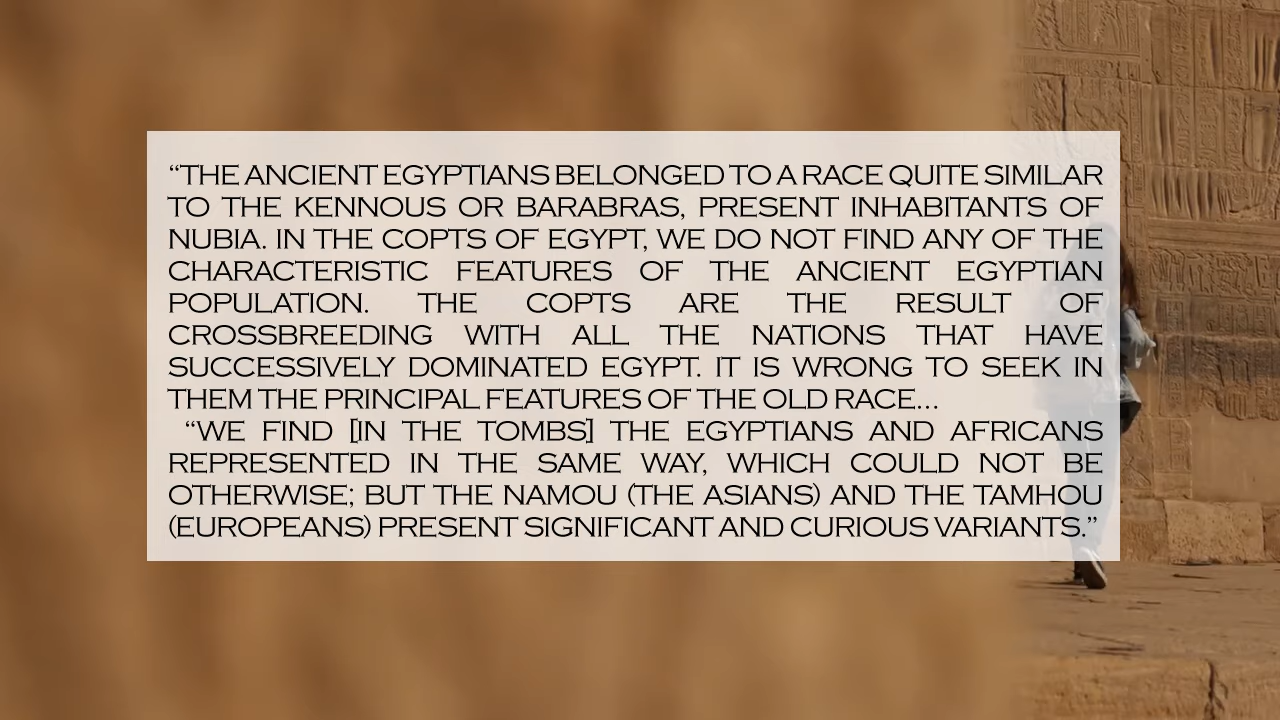 “THE ANCIENT EGYPTIANS BELONGED TO A RACE QUITE SIMILAR
TO THE KENNOUS OR BARABRAS, PRESENT INHABITANTS OF
NUBIA. IN THE COPTS OF EGYPT, WE DO NOT FIND ANY OF THE
CHARACTERISTIC FEATURES OF THE ANCIENT EGYPTIAN
POPULATION. THE COPTS ARE THE RESULT OF
CROSSBREEDING WITH ALL THE NATIONS THAT HAVE
SUCCESSIVELY DOMINATED EGYPT. IT IS WRONG TO SEEK IN
THEM THE PRINCIPAL FEATURES OF THE OLD RACE...
“WE FIND [IN THE TOMBS] THE EGYPTIANS AND AFRICANS
REPRESENTED IN THE SAME WAY, WHICH COULD NOT BE
OTHERWISE; BUT THE NAMOU (THE ASIANS) AND THE TAMHOU
(EUROPEANS) PRESENT SIGNIFICANT AND CURIOUS VARIANTS.”